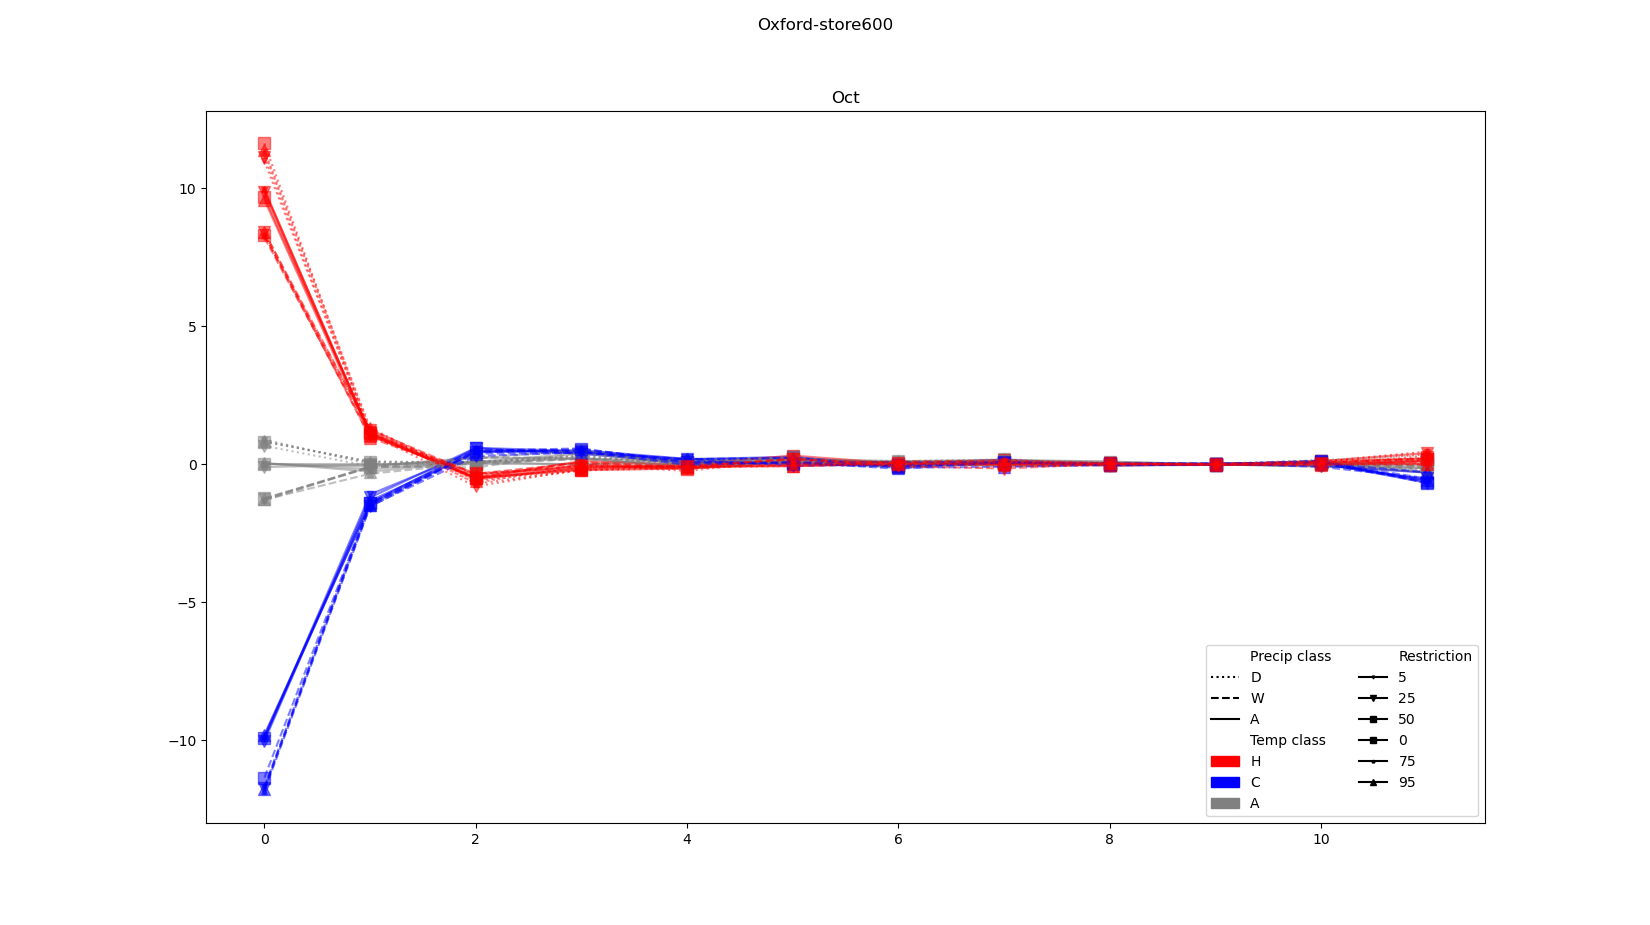 Oxford-store600
Oct
10
5
0
−5
−10
0 2 4 6 8 10
Precip class
D
W
A
Temp class
H
C
A
Restriction
5
25
50
0
75
95